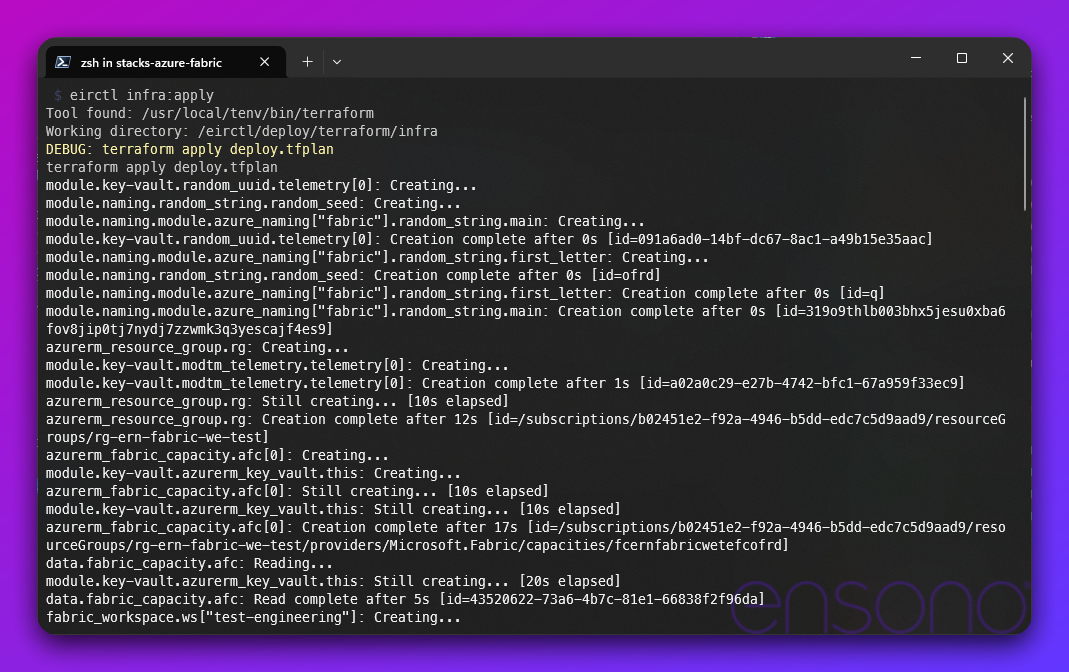 zsh in stacks-azure-fabric
$ eirctl infra:apply
Tool found: /usr/local/tenv/bin/terraform
Working directory: /eirctl/deploy/terraform/infra
DEBUG: terraform apply deploy.tfplan
terraform apply deploy.tfplan
module.key-vault.random_uuid.telemetry[0]: Creating...
module.naming.random_string.random_seed: Creating...
module.naming.module.azure_naming["fabric"].random_string.main: Creating...
module.key-vault.random_uuid.telemetry[0]: Creation complete after 0s [id=091a6ad0-14bf-dc67-8ac1-a49b15e35aac]
module.naming.module.azure_naming["fabric"].random_string.first_letter: Creating...
module.naming.random_string.random_seed: Creation complete after 0s [id=ofrd]
module.naming.module.azure_naming["fabric"].random_string.first_letter: Creation complete after 0s [id=q]
module.naming.module.azure_naming["fabric"].random_string.main: Creation complete after 0s [id=319o9thlb003bhx5jesu0xba6
fov8jip0tj7nydj7zzwmk3q3yescajf4es9]
azurerm_resource_group.rg: Creating...
module.key-vault.modtm_telemetry.telemetry[0]: Creating...
module.key-vault.modtm_telemetry.telemetry[0]: Creation complete after 1s [id=a02a0c29-e27b-4742-bfc1-67a959f33ec9]
azurerm_resource_group.rg: Still creating... [10s elapsed]
azurerm_resource_group.rg: Creation complete after 12s [id=/subscriptions/b02451e2-f92a-4946-b5dd-edc7c5d9aad9/resourceG
roups/rg-ern-fabric-we-test]
azurerm_fabric_capacity.afc[0]: Creating...
module.key-vault.azurerm_key_vault.this: Creating...
azurerm_fabric_capacity.afc[0]: Still creating... [10s elapsed]
module.key-vault.azurerm_key_vault.this: Still creating... [10s elapsed]
azurerm_fabric_capacity.afc[0]: Creation complete after 17s [id=/subscriptions/b02451e2-f92a-4946-b5dd-edc7c5d9aad9/reso
urceGroups/rg-ern-fabric-we-test/providers/Microsoft.Fabric/capacities/fcernfabricwetefcofrd]
data.fabric_capacity.afc: Reading...
module.key-vault.azurerm_key_vault.this: Still creating... [20s elapsed]
data.fabric_capacity.afc: Read complete after 5s [id=43520622-73a6-4b7c-81e1-66838f2f96da]
fabric_workspace.ws["test-engineering"]: Creating...
ensono